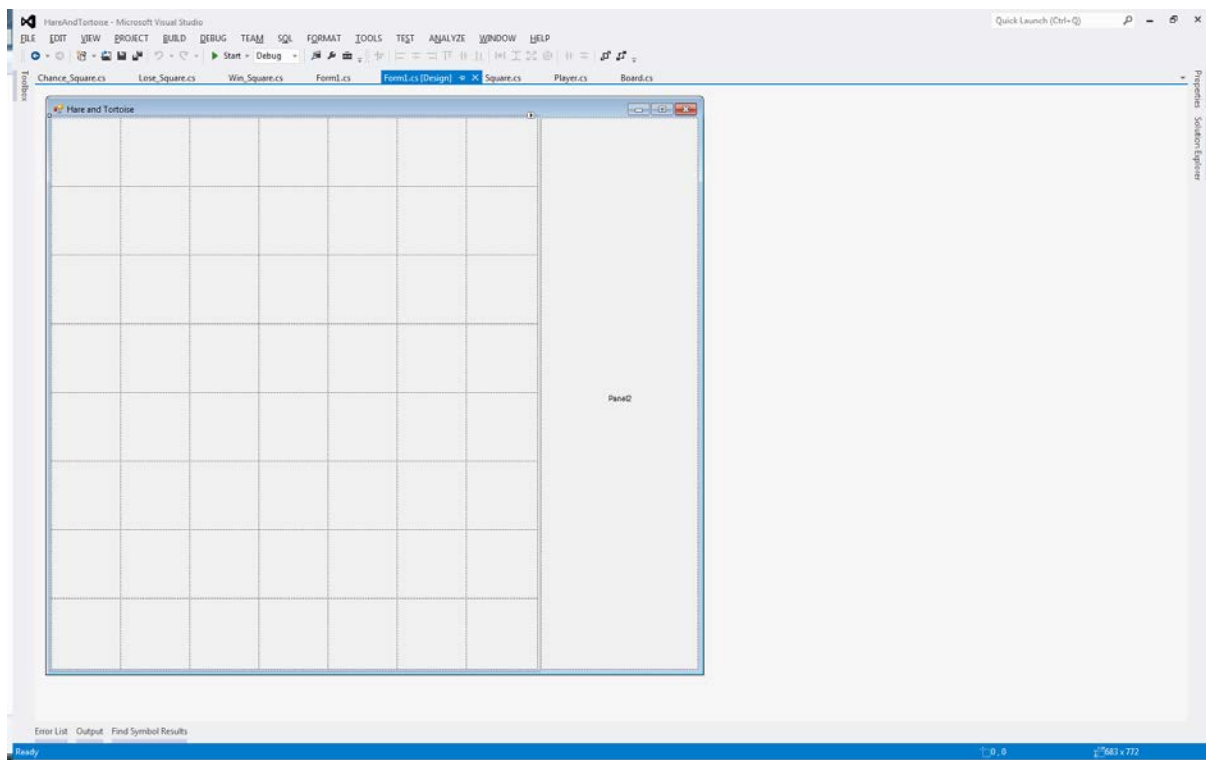 HareAndTortoise - Microsoft Visual Studio
Quick Launch (Ctrl+Q)
FILE EDIT VIEW PROJECT BUILD DEBUG TEAM SQL FORMAT TOOLS TEST ANALYZE WINDOW HELP
Start Debug
Toolbox
Chance_Square.cs Lose_Square.cs Win_Square.cs Form1.cs Form1.cs [Design] Square.cs Player.cs Board.cs
Properties
Solution Explorer
Hare and Tortoise
Panel2
Error List Output Find Symbol Results
Ready 0 , 0 683 x 772